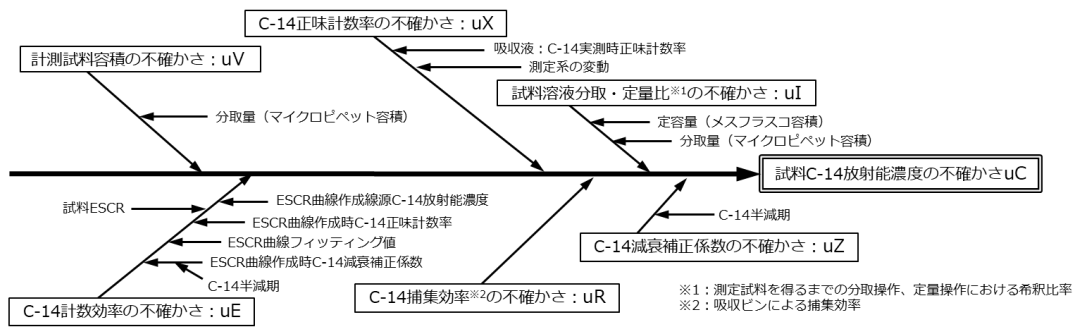 C-14正味計数率の不確かさ：uX
吸収液：C-14実測時正味計数率
測定系の変動
計測試料容積の不確かさ：uV
分取量（マイクロピペット容積）
試料溶液分取・定量比※1の不確かさ：uI
定容量（メスフラスコ容積）
分取量（マイクロピペット容積）
試料C-14放射能濃度の不確かさuC
試料ESCR
ESCR曲線作成線源C-14放射能濃度
ESCR曲線作成時C-14正味計数率
ESCR曲線フィッティング値
ESCR曲線作成時C-14減衰補正係数
C-14半減期
C-14計数効率の不確かさ：uE
C-14捕集効率※2の不確かさ：uR
C-14半減期
C-14減衰補正係数の不確かさ：uZ
※1：測定試料を得るまでの分取操作、定量操作における希釈比率
※2：吸収ビンによる捕集効率